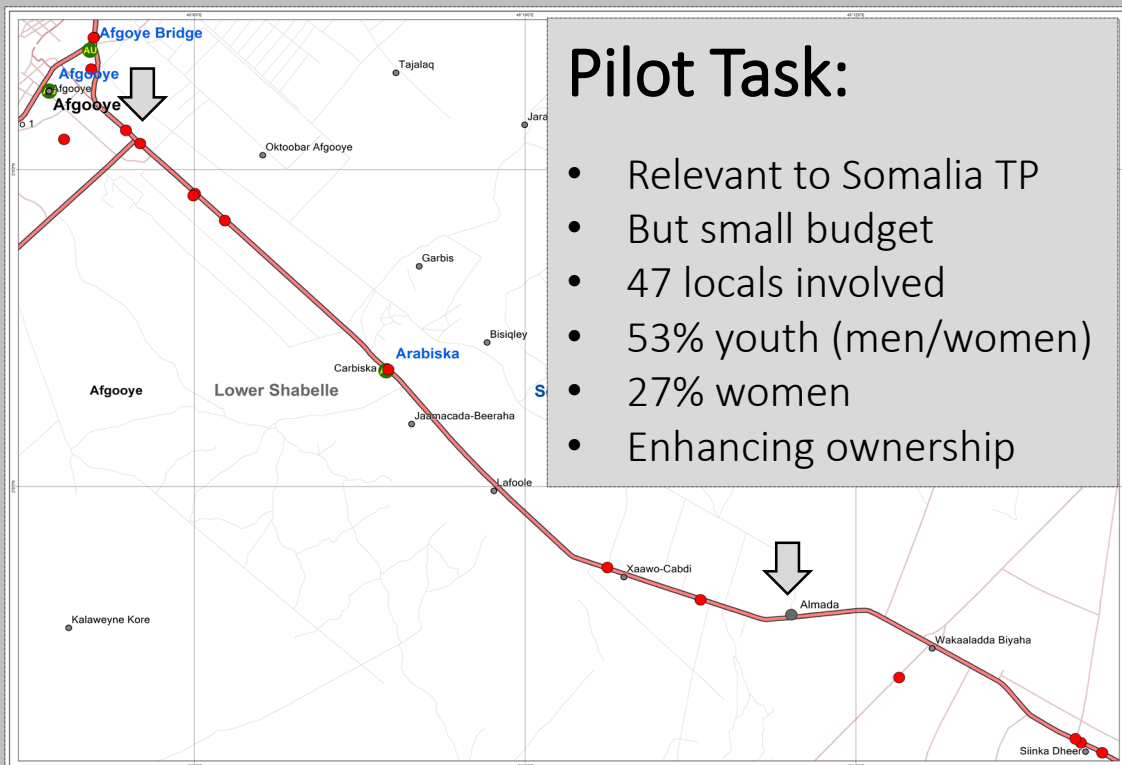 Pilot Task:
• Relevant to Somalia TP
• But small budget
• 47 locals involved
• 53% youth (men/women)
• 27% women
• Enhancing ownership
Afgoye Bridge
AU
Afgooye
Afgooye
Afgooye
1
Tajalaq
Jara
Oktoobar Afgooye
Garbis
Bisiqley
Arabiska
Carbiska
Afgooye
Lower Shabelle
S
Jaamacada-Beeraha
Lafoole
Xaawo-Cabdi
Almada
Kalaweyne Kore
Wakaaladda Biyaha
Siinka Dheer